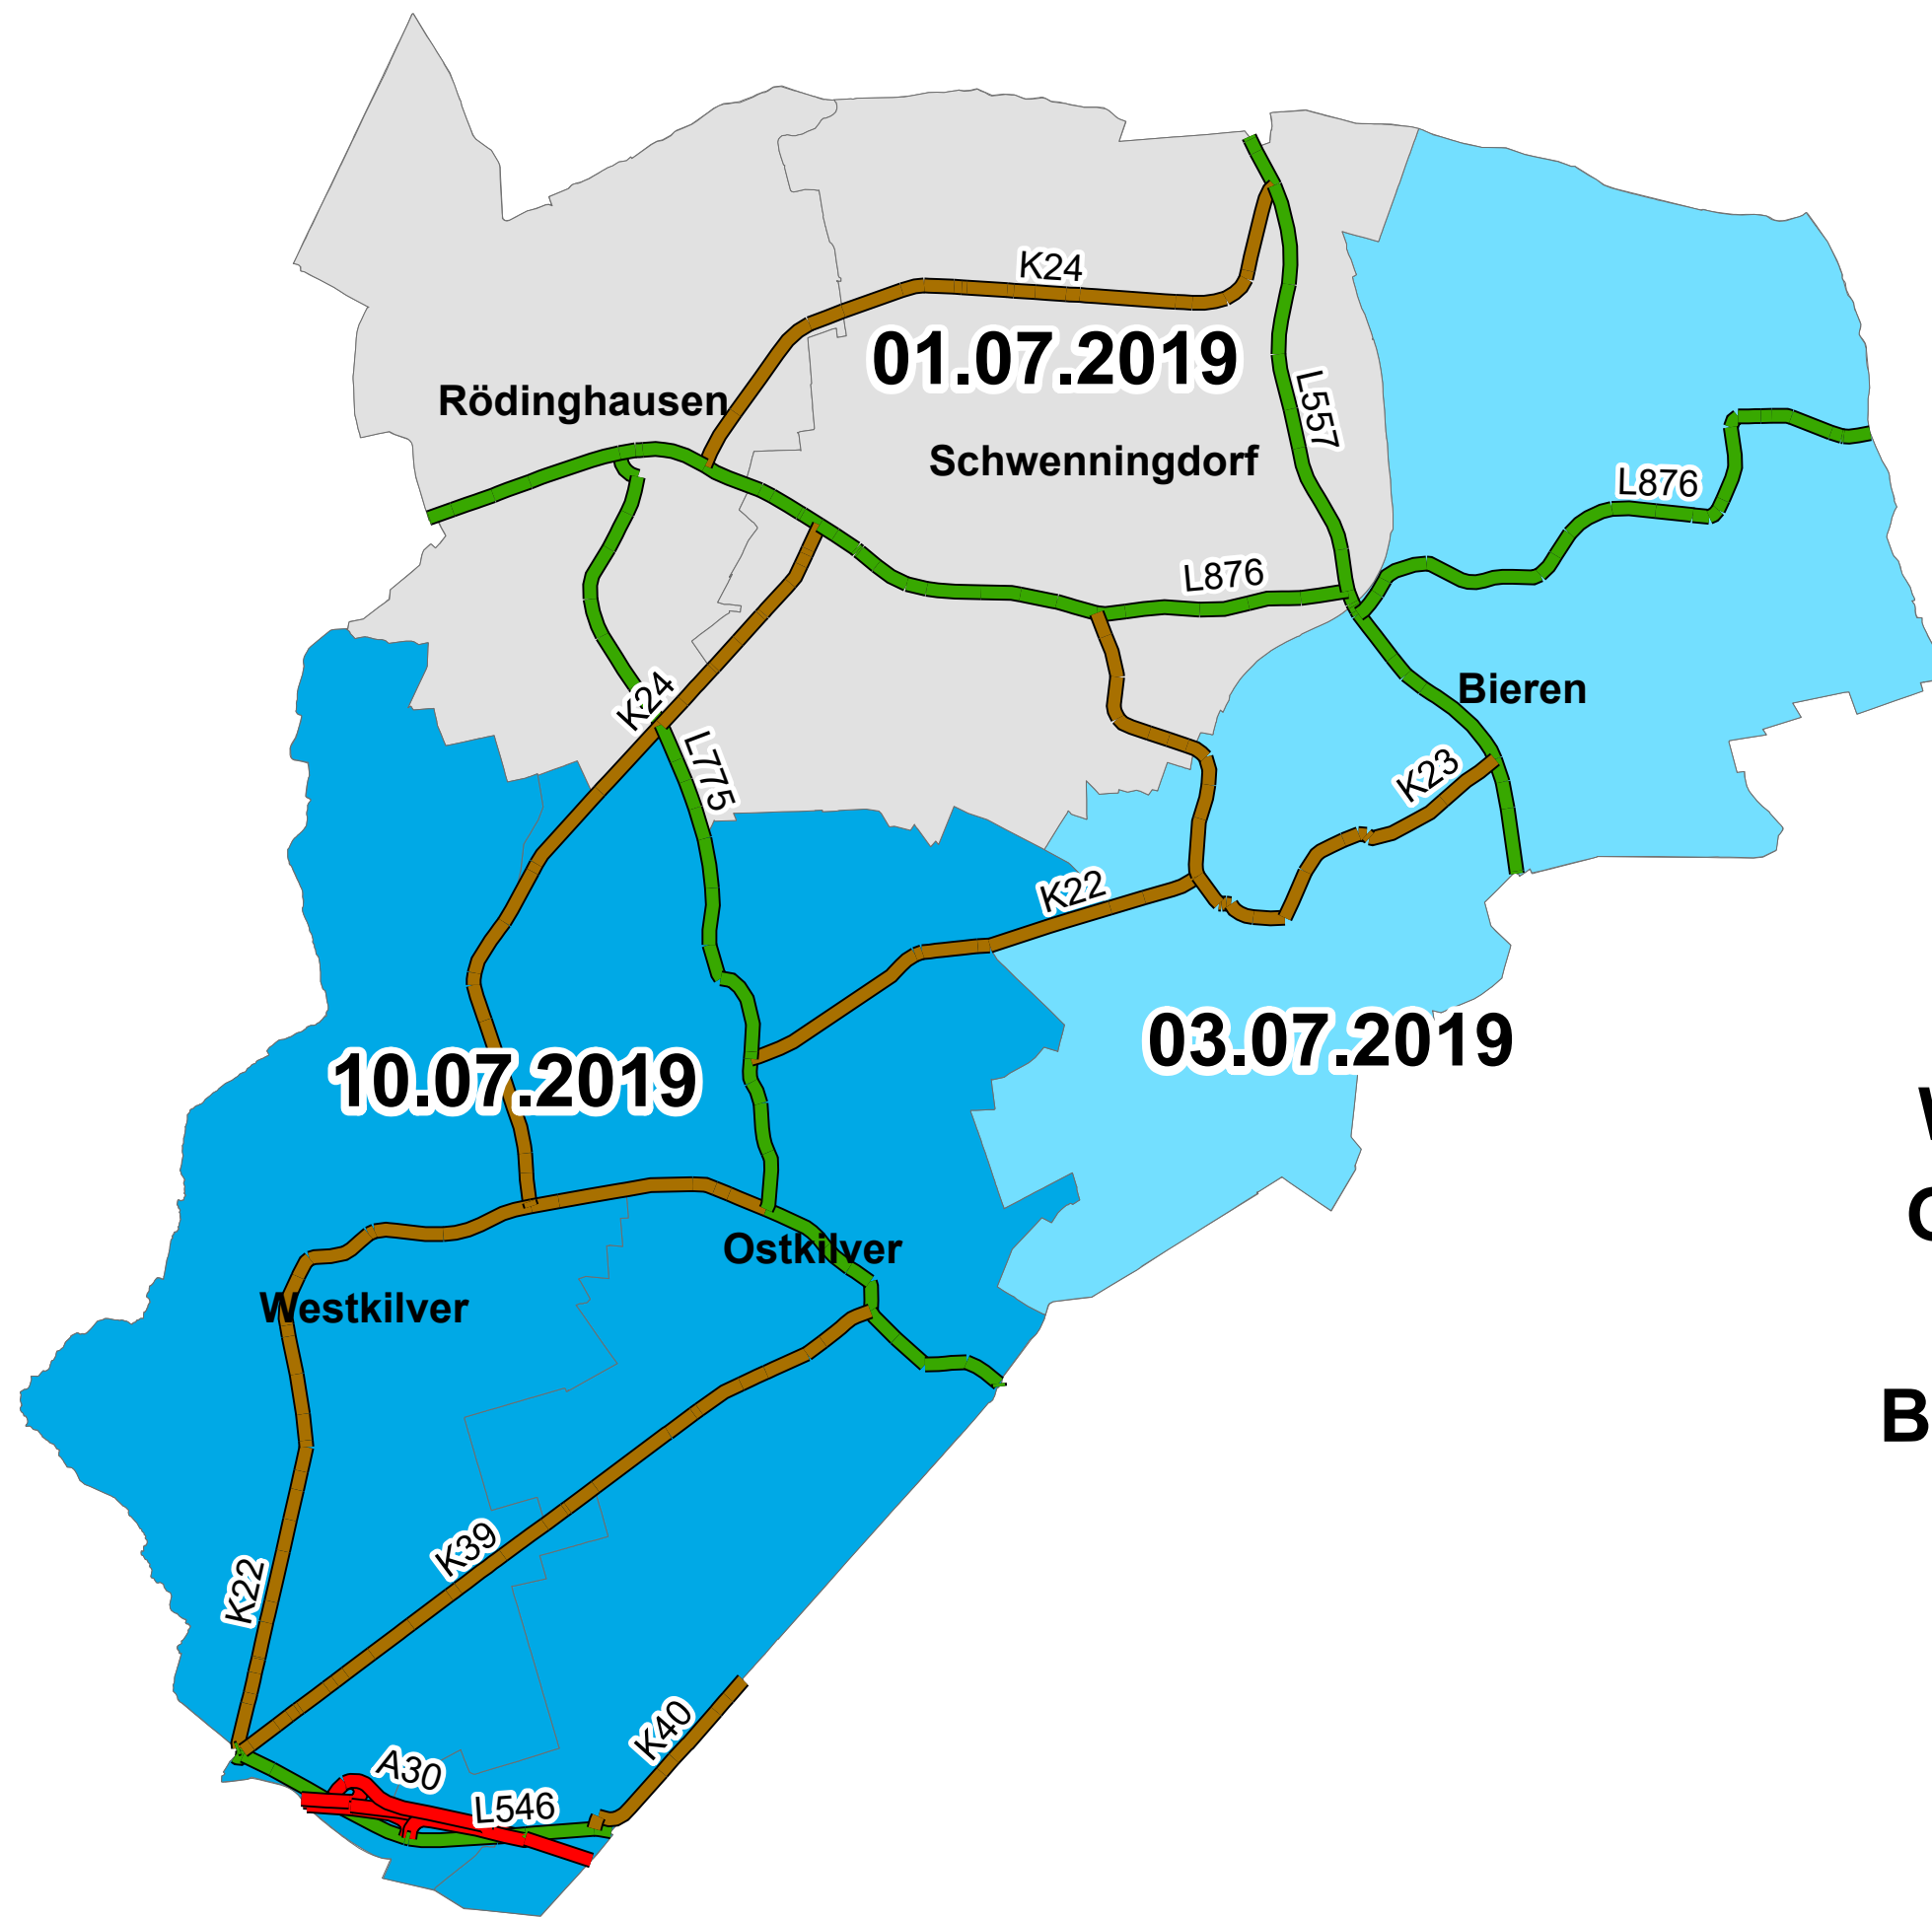 K24
01.07.2019
L557
Rödinghausen
Schwenningdorf
L876
L876
K24
Bieren
L775
K23
K22
03.07.2019
10.07.2019
Ostkilver
Westkilver
B
K39
K22
K40
A30
L546